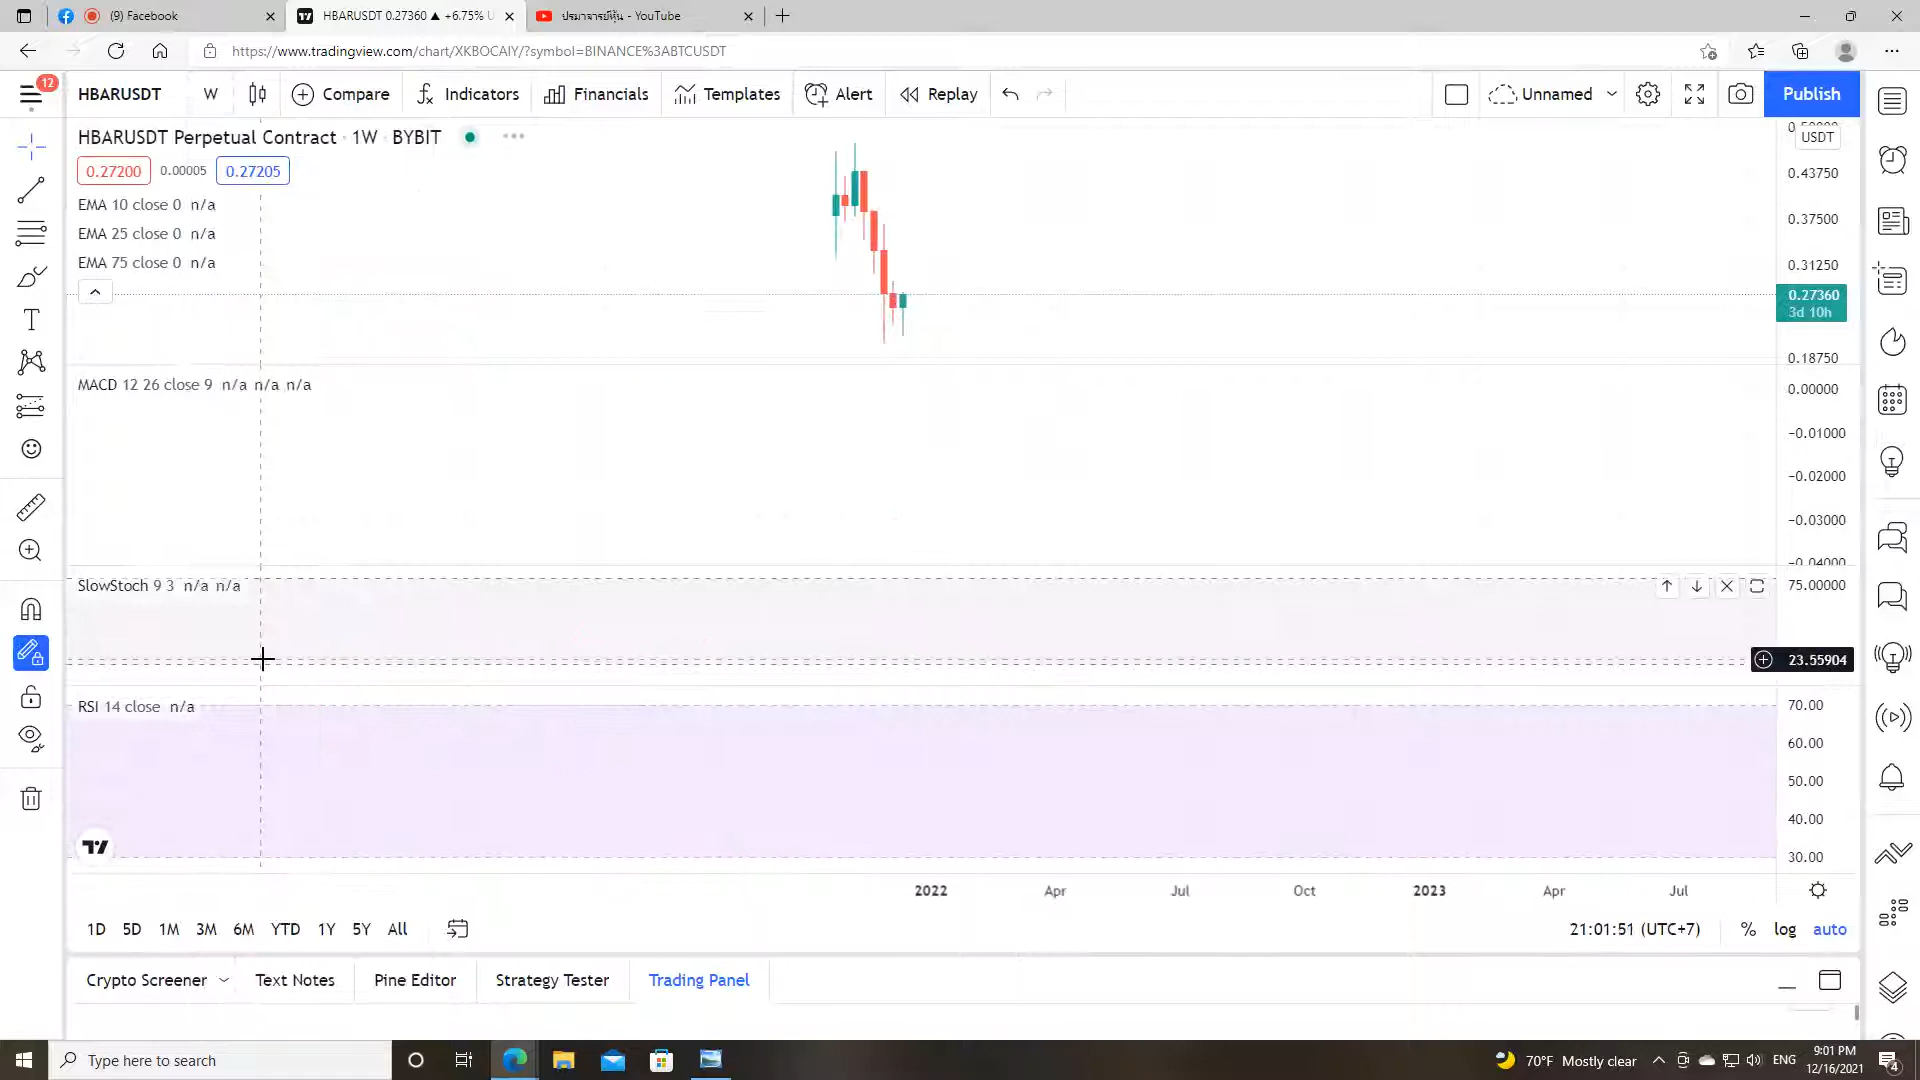 (9) Facebook
HBARUSDT 0.27360 ▲ +6.75% U
ปรมาจารย์หุ้น - YouTube
https://www.tradingview.com/chart/XKBOCAIY/?symbol=BINANCE%3ABTCUSDT
12
HBARUSDT W Compare Indicators Financials Templates Alert Replay Unnamed Publish
HBARUSDT Perpetual Contract · 1W · BYBIT
USDT
0.27200 0.00005 0.27205
EMA 10 close 0 n/a
EMA 25 close 0 n/a
EMA 75 close 0 n/a
0.43750
0.37500
0.31250
0.27360
3d 10h
0.18750
MACD 12 26 close 9 n/a n/a n/a
0.00000
-0.01000
-0.02000
-0.03000
-0.04000
SlowStoch 9 3 n/a n/a
75.00000
23.55904
RSI 14 close n/a
70.00
60.00
50.00
40.00
30.00
2022 Apr Jul Oct 2023 Apr Jul
1D 5D 1M 3M 6M YTD 1Y 5Y All
21:01:51 (UTC+7) % log auto
Crypto Screener Text Notes Pine Editor Strategy Tester Trading Panel
Type here to search
70°F Mostly clear
ENG
9:01 PM
12/16/2021
4